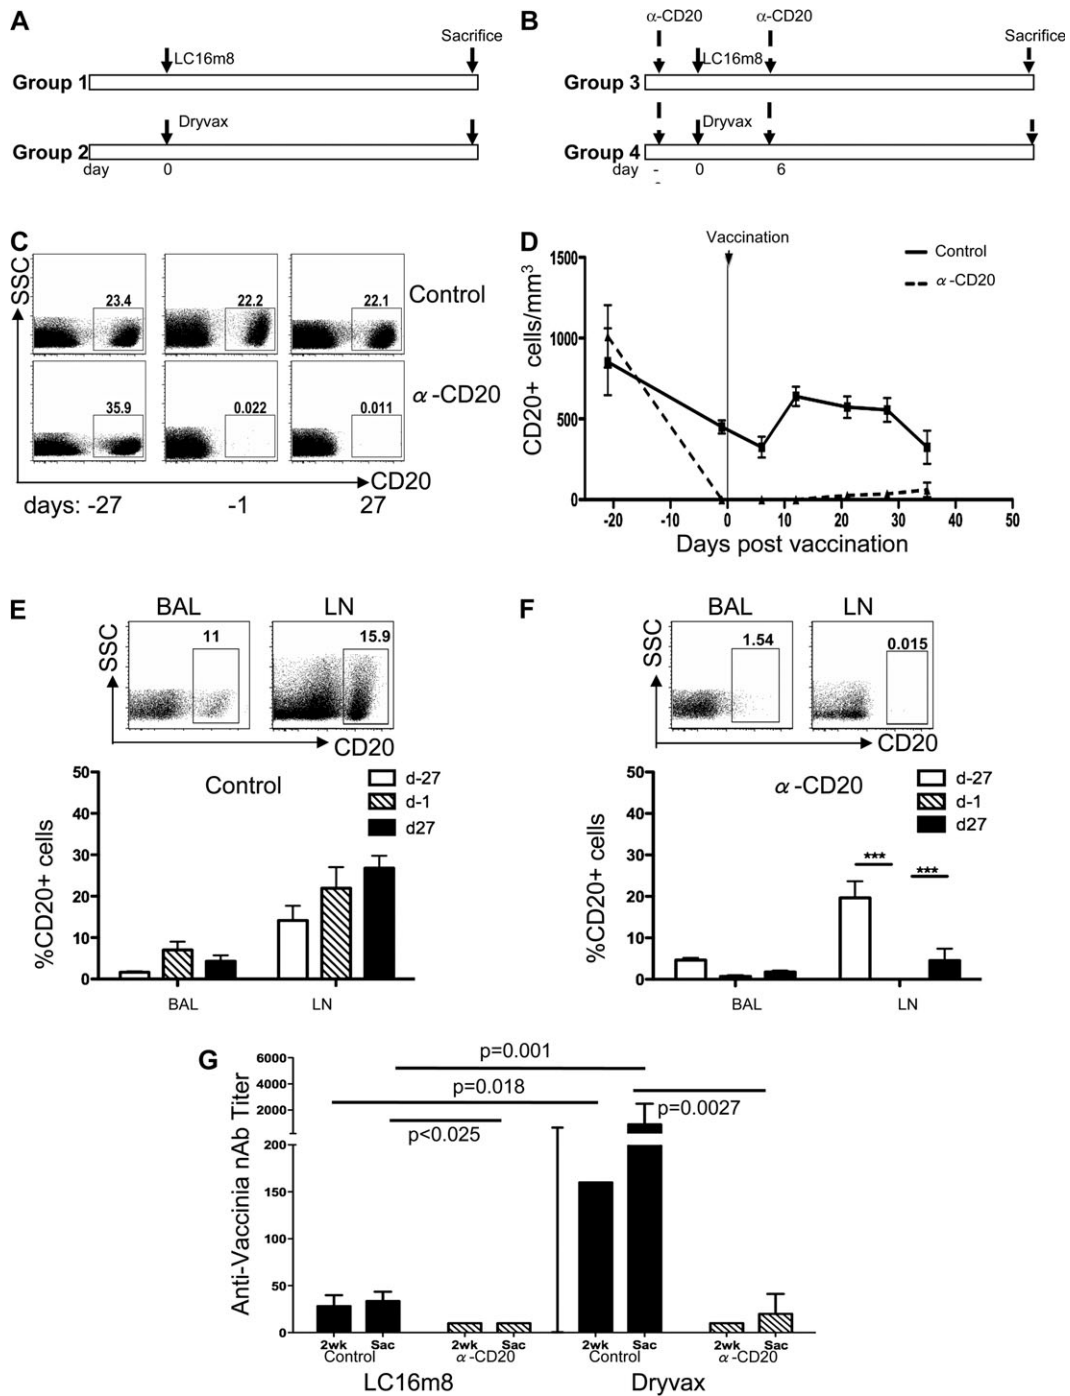 A
Sacrifice
LC16m8
Group 1
Dryvax
Group 2
day 0
B
α-CD20 α-CD20
Sacrifice
LC16m8
Group 3
Dryvax
Group 4
day - 0 6
-
C
SSC
23.4 22.2 22.1
Control
35.9 0.022 0.011
α-CD20
CD20
days: -27 -1 27
D
Vaccination
Control
α-CD20
CD20+ cells/mm³
1500
1000
500
0
-20 -10 0 10 20 30 40 50
Days post vaccination
E
BAL LN
SSC
11 15.9
CD20
Control
d-27
d-1
d27
%CD20+ cells
50
40
30
20
10
0
BAL LN
F
BAL LN
SSC
1.54 0.015
CD20
α-CD20
d-27
d-1
d27
%CD20+ cells
50
40
30
20
10
0
*** ***
BAL LN
G
Anti-Vaccinia nAb Titer
6000
4000
2000
200
150
100
50
0
p=0.001
p=0.018
p=0.0027
p<0.025
2wk Sac 2wk Sac 2wk Sac 2wk Sac
Control α-CD20 Control α-CD20
LC16m8 Dryvax